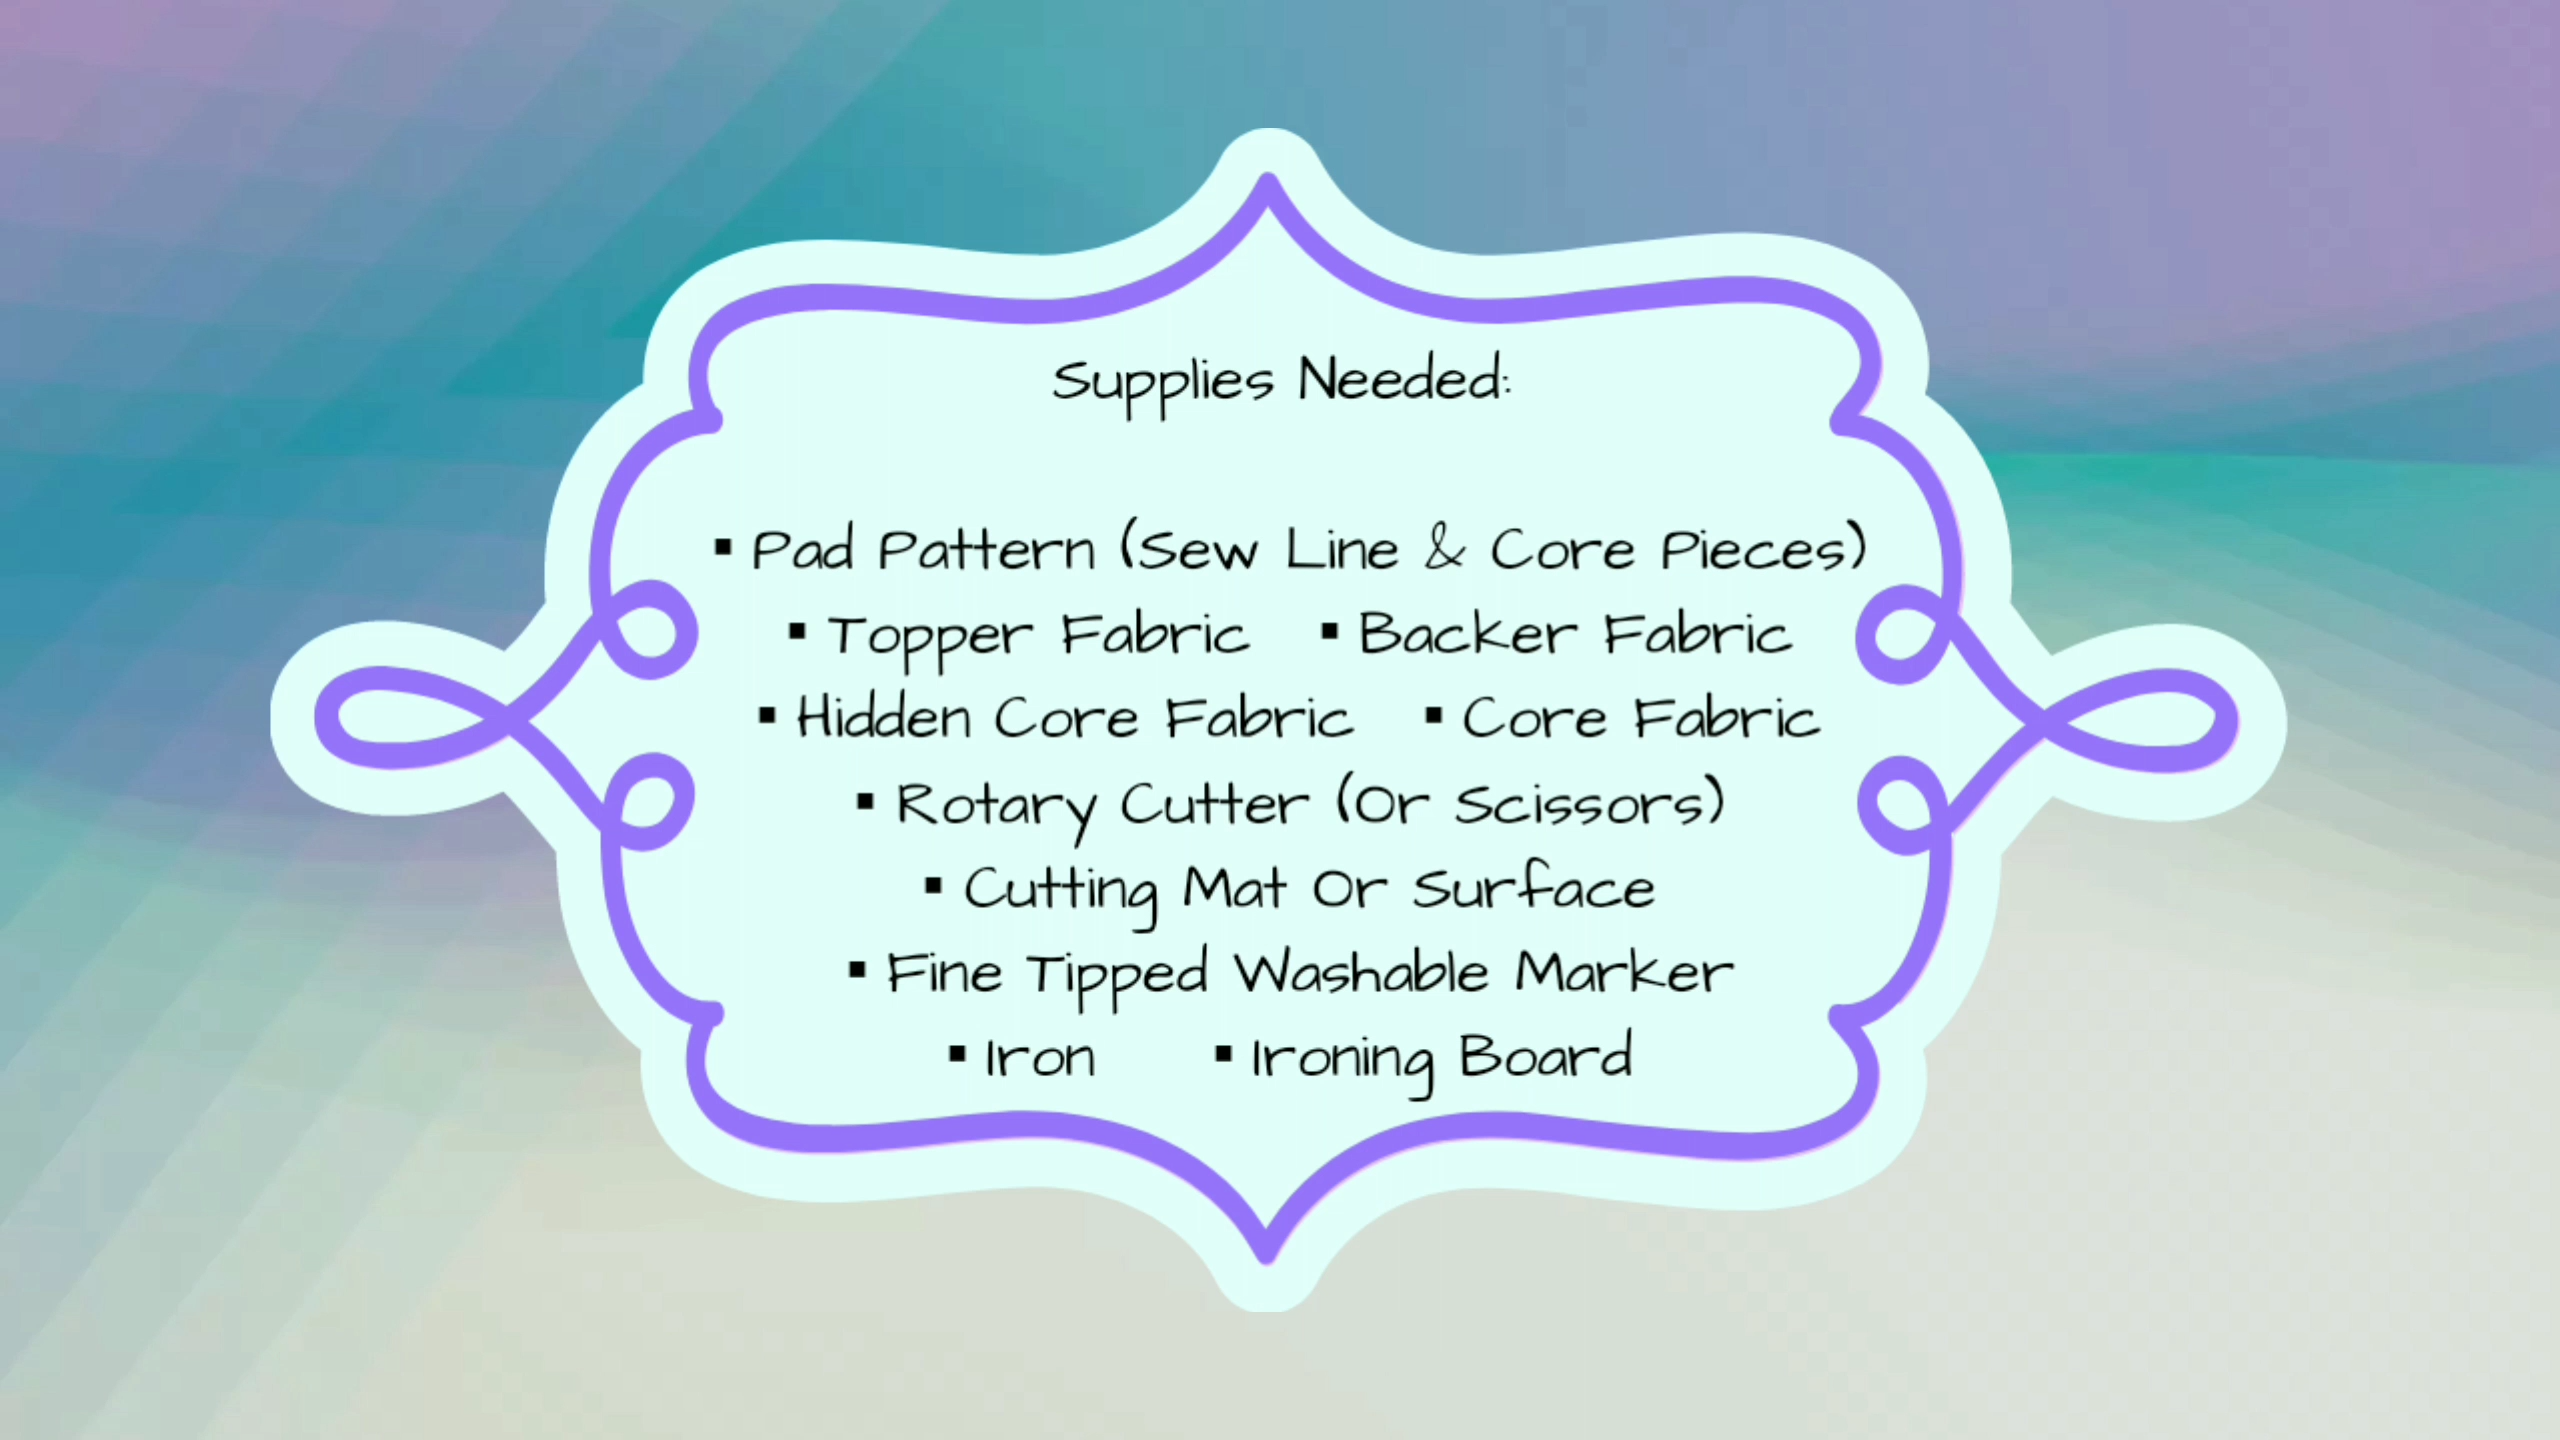 Supplies Needed:
▪ Pad Pattern (Sew Line & Core Pieces)
▪ Topper Fabric ▪ Backer Fabric
▪ Hidden Core Fabric ▪ Core Fabric
▪ Rotary Cutter (Or Scissors)
▪ Cutting Mat Or Surface
▪ Fine Tipped Washable Marker
▪ Iron ▪ Ironing Board